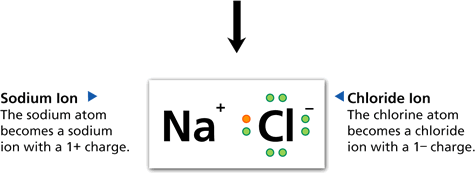 Sodium Ion
The sodium atom
becomes a sodium
ion with a 1+ charge.
Na+ Cl–
Chloride Ion
The chlorine atom
becomes a chloride
ion with a 1– charge.